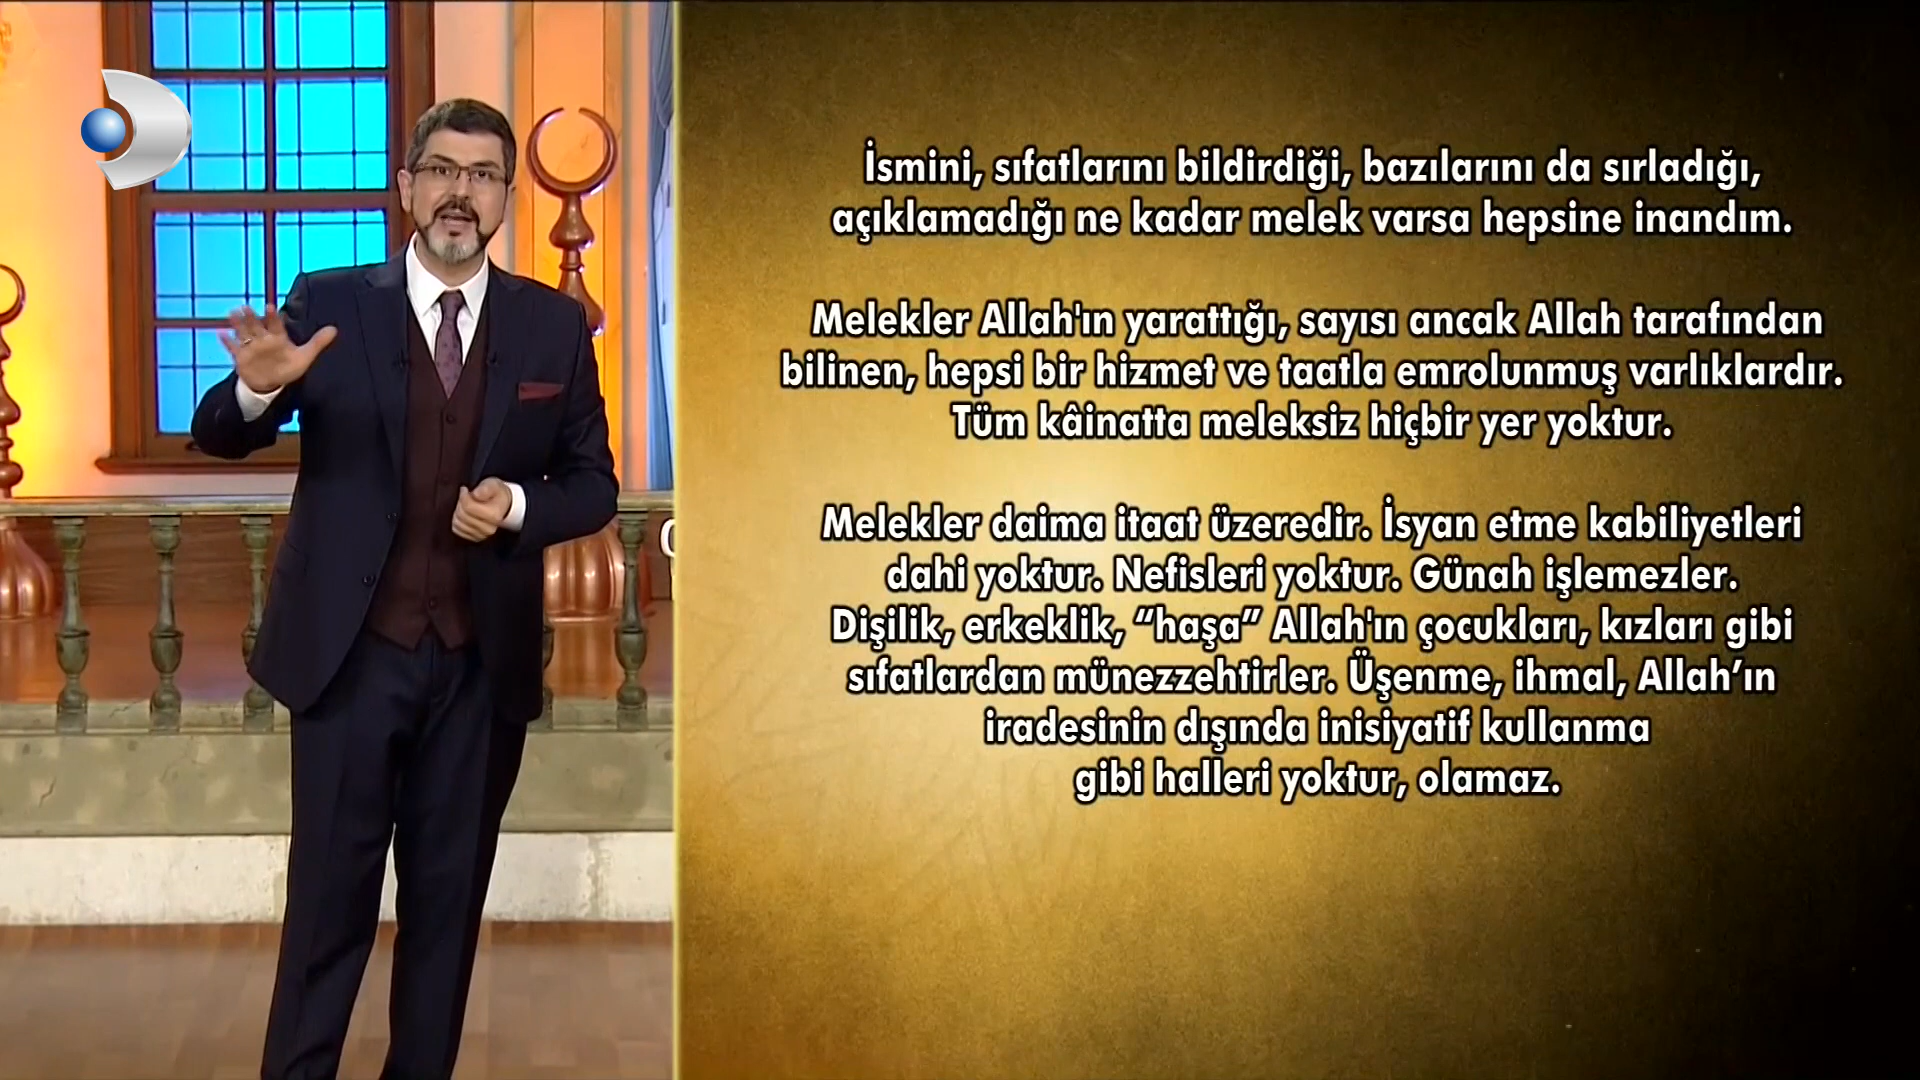 İsmini, sıfatlarını bildirdiği, bazılarını da sırladığı,
açıklamadığı ne kadar melek varsa hepsine inandım.
Melekler Allah'ın yarattığı, sayısı ancak Allah tarafından
bilinen, hepsi bir hizmet ve taatla emrolunmuş varlıklardır.
Tüm kâinatta meleksiz hiçbir yer yoktur.
Melekler daima itaat üzeredir. İsyan etme kabiliyetleri
dahi yoktur. Nefisleri yoktur. Günah işlemezler.
Dişilik, erkeklik, “haşa” Allah'ın çocukları, kızları gibi
sıfatlardan münezzehtirler. Üşenme, ihmal, Allah’ın
iradesinin dışında inisiyatif kullanma
gibi halleri yoktur, olamaz.